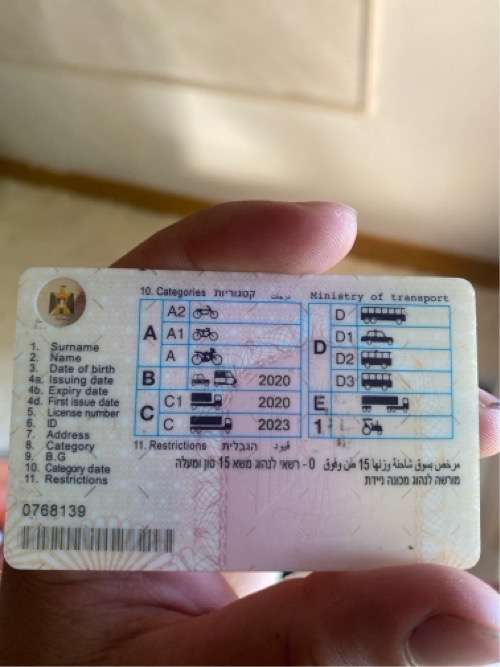 10. Categories קטגוריות
Ministry of transport
A
A2
A1
A
B 2020
C
C1 2020
C 2023
D
D
D1
D2
D3
E
1
1. Surname
2. Name
3. Date of birth
4a. Issuing date
4b. Expiry date
4d. First issue date
5. License number
6. ID
7. Address
8. Category
9. B.G
10. Category date
11. Restrictions
11. Restrictions הגבלית قيود
0 - רשאי לנהוג משא 15 טון ומעלה مرخص بسوق شاحنة وزنها 15 طن وفوق
מורשה לנהוג מכונה ניידת
0768139